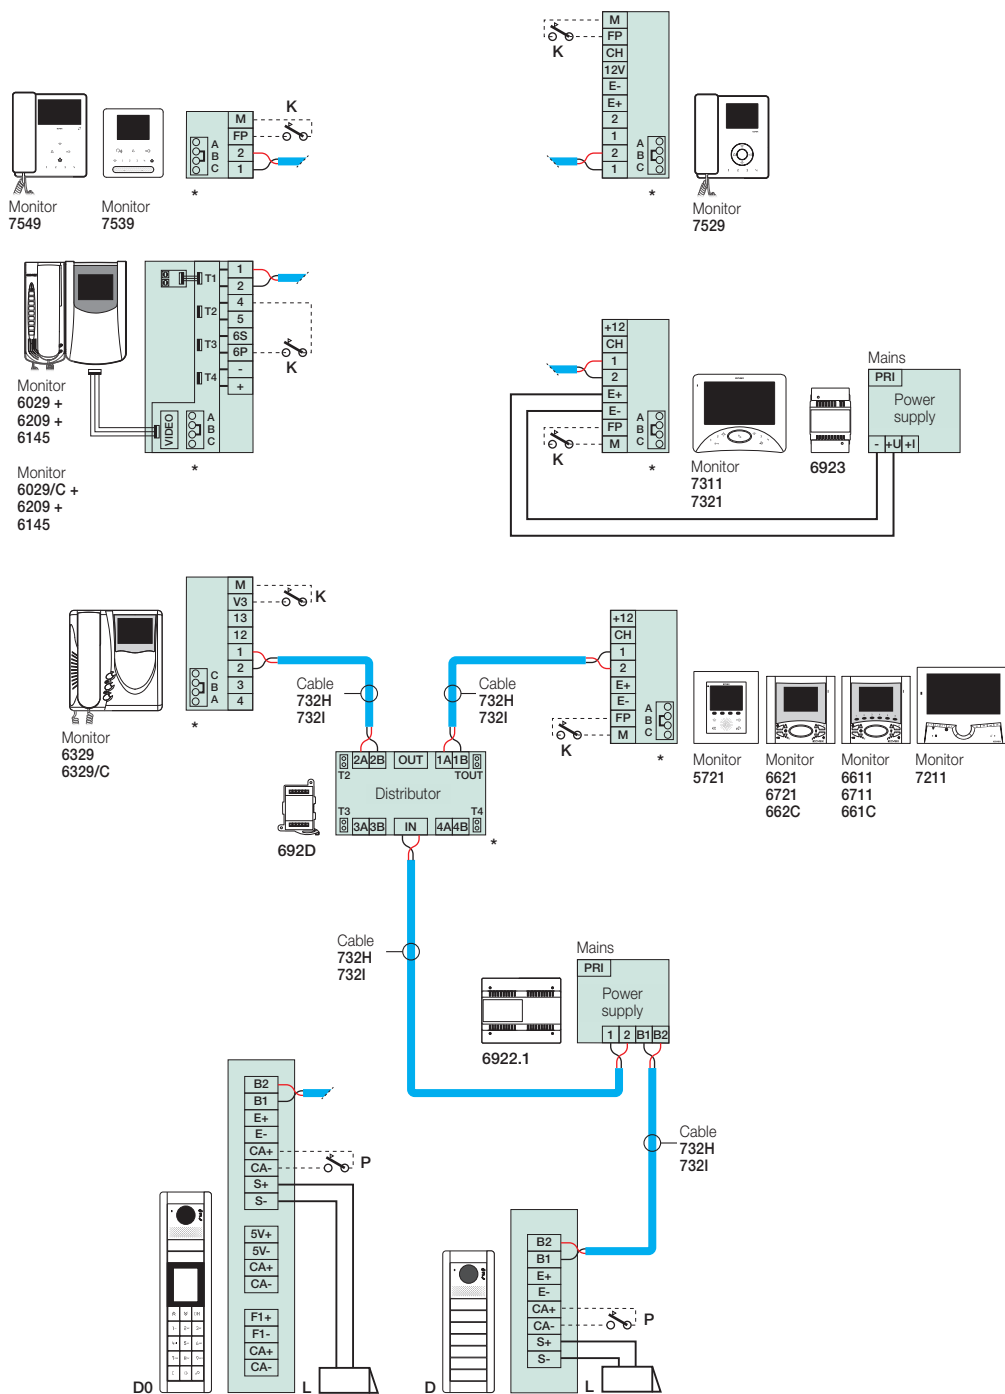 M
FP
2
1
A
B
C
K
*
Monitor
7549
Monitor
7539
K
M
FP
CH
12V
E-
E+
2
1
2
1
A
B
C
*
Monitor
7529
T1
T2
T3
T4
1
2
4
5
6S
6P
-
+
K
VIDEO
A
B
C
*
Monitor
6029 +
6209 +
6145
Monitor
6029/C +
6209 +
6145
+12
CH
1
2
E+
E-
FP
M
A
B
C
K
*
Monitor
7311
7321
6923
Mains
PRI
Power
supply
- +U +I
M
V3
13
12
1
2
3
4
C
B
A
K
*
Monitor
6329
6329/C
Cable
732H
732I
Cable
732H
732I
+12
CH
1
2
E+
E-
FP
M
A
B
C
K
*
Monitor
5721
Monitor
6621
6721
662C
Monitor
6611
6711
661C
Monitor
7211
2A 2B OUT 1A 1B
T2 TOUT
Distributor
T3 T4
3A 3B IN 4A 4B
*
692D
Cable
732H
732I
Mains
PRI
Power
supply
1 2 B1 B2
6922.1
Cable
732H
732I
B2
B1
E+
E-
CA+
CA-
S+
S-
P
5V+
5V-
CA+
CA-
F1+
F1-
CA+
CA-
D0
L
B2
B1
E+
E-
CA+
CA-
S+
S-
P
D
L